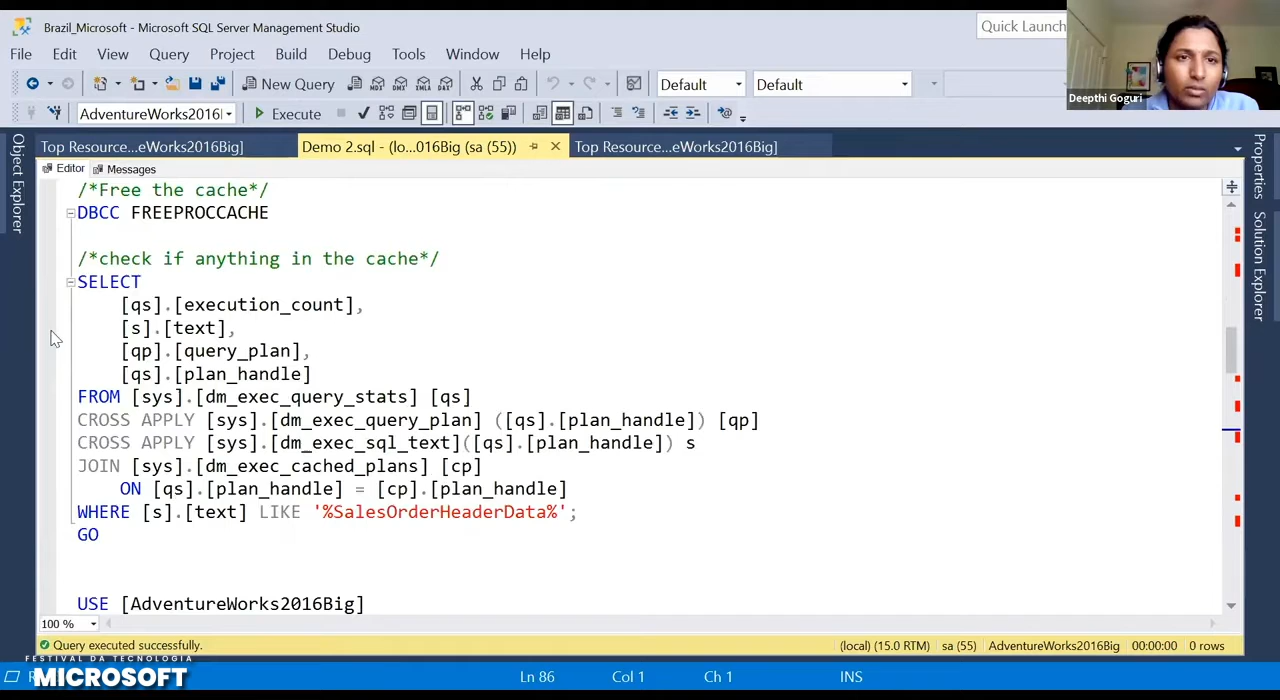 Brazil_Microsoft - Microsoft SQL Server Management Studio
Quick Launch
File Edit View Query Project Build Debug Tools Window Help
New Query
Default
Default
AdventureWorks2016I
Execute
Deepthi Goguri
Object Explorer
Top Resource...eWorks2016Big]
Demo 2.sql - (lo...016Big (sa (55))
Top Resource...eWorks2016Big]
Properties
Solution Explorer
Editor
Messages
/*Free the cache*/
DBCC FREEPROCCACHE
/*check if anything in the cache*/
SELECT
[qs].[execution_count],
[s].[text],
[qp].[query_plan],
[qs].[plan_handle]
FROM [sys].[dm_exec_query_stats] [qs]
CROSS APPLY [sys].[dm_exec_query_plan] ([qs].[plan_handle]) [qp]
CROSS APPLY [sys].[dm_exec_sql_text]([qs].[plan_handle]) s
JOIN [sys].[dm_exec_cached_plans] [cp]
ON [qs].[plan_handle] = [cp].[plan_handle]
WHERE [s].[text] LIKE '%SalesOrderHeaderData%';
GO
USE [AdventureWorks2016Big]
100 %
Query executed successfully.
(local) (15.0 RTM) sa (55) AdventureWorks2016Big 00:00:00 0 rows
FESTIVAL DA TECNOLOGIA
MICROSOFT
Ln 86 Col 1 Ch 1 INS